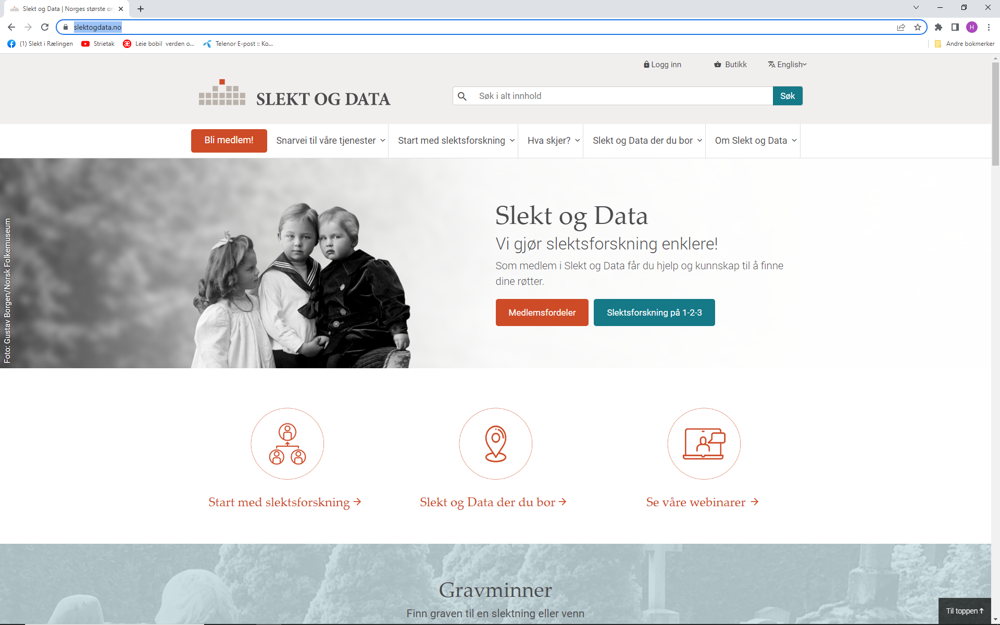 Slekt og Data | Norges største or
slektogdata.no
H
(1) Slekt i Rælingen
Strietak
Leie bobil verden o...
Telenor E-post :: Ko...
Andre bokmerker
Logg inn
Butikk
English
SLEKT OG DATA
Søk i alt innhold
Søk
Bli medlem!
Snarvei til våre tjenester
Start med slektsforskning
Hva skjer?
Slekt og Data der du bor
Om Slekt og Data
Foto: Gustav Borgen/Norsk Folkemuseum
Slekt og Data
Vi gjør slektsforskning enklere!
Som medlem i Slekt og Data får du hjelp og kunnskap til å finne
dine røtter.
Medlemsfordeler
Slektsforskning på 1-2-3
Start med slektsforskning →
Slekt og Data der du bor →
Se våre webinarer →
Gravminner
Finn graven til en slektning eller venn
Til toppen ↑